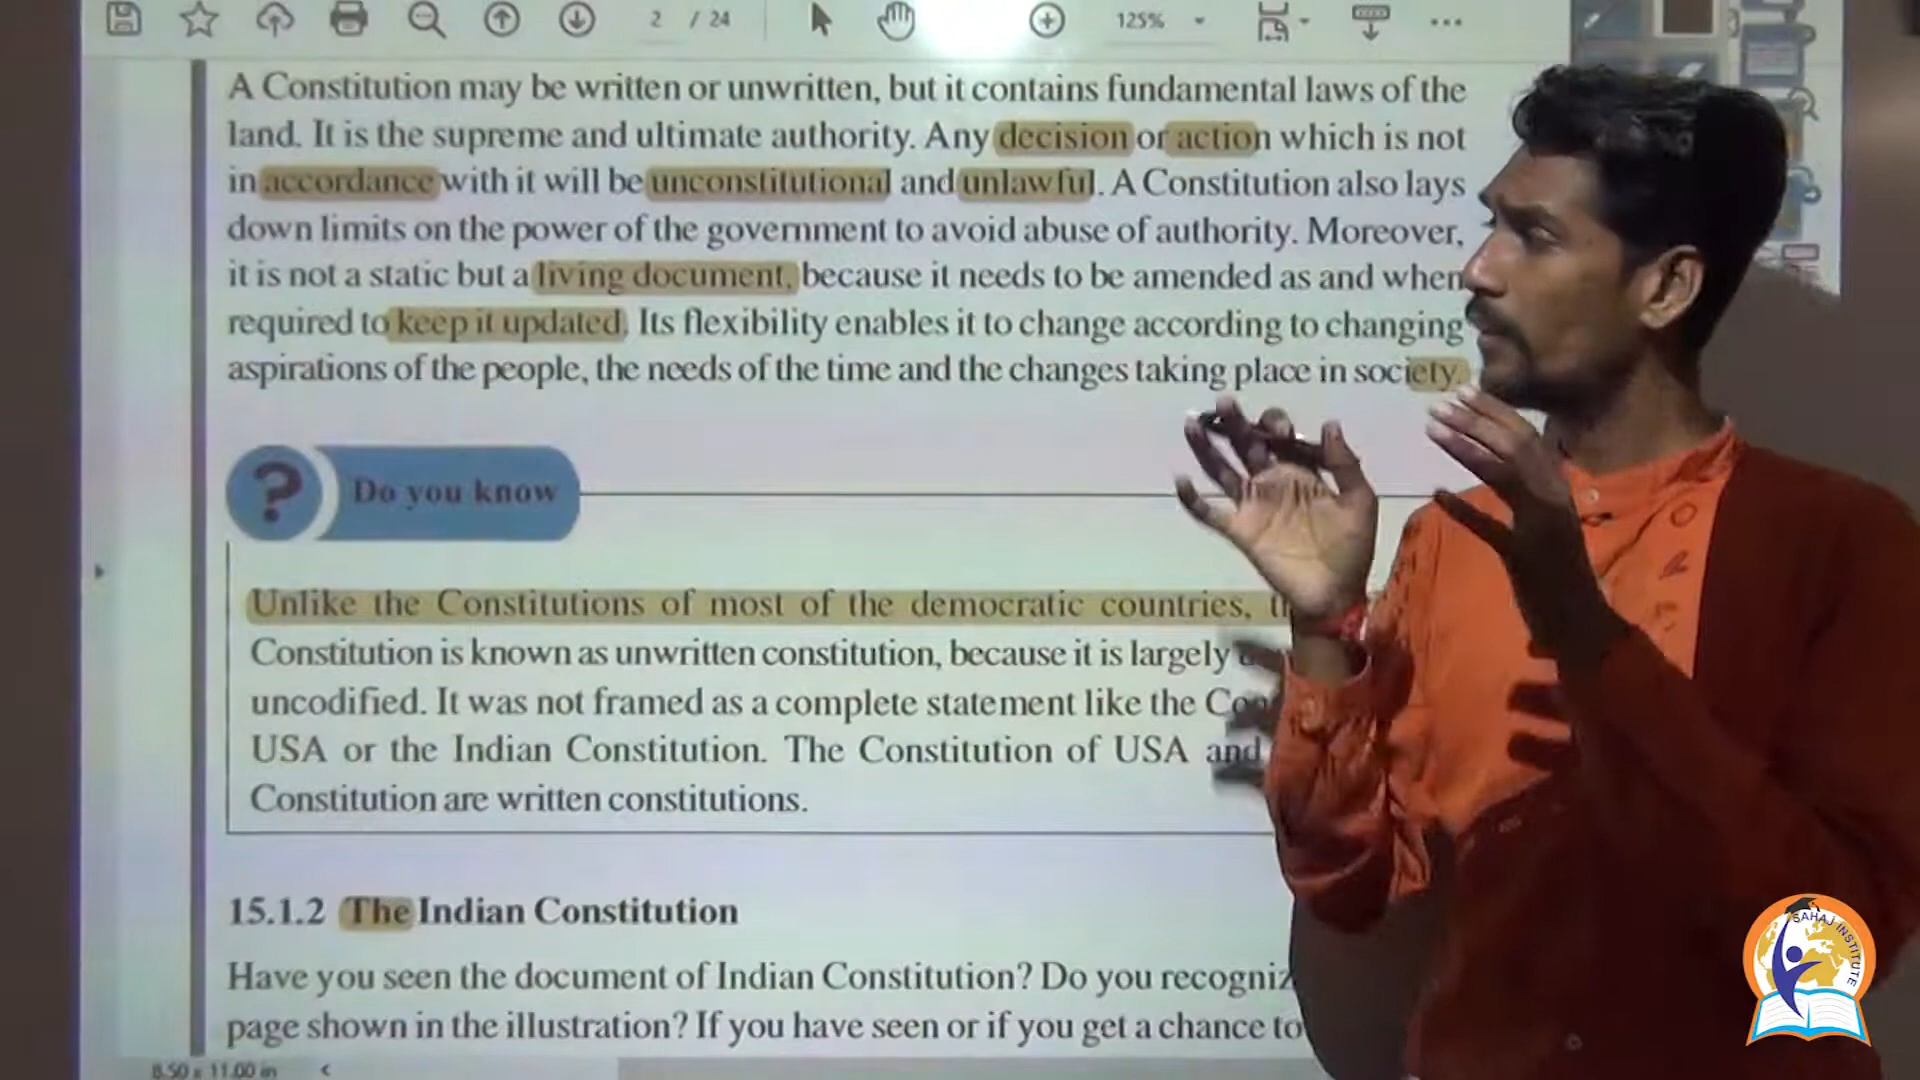 2 / 24
125%
A Constitution may be written or unwritten, but it contains fundamental laws of the
land. It is the supreme and ultimate authority. Any decision or action which is not
in accordance with it will be unconstitutional and unlawful. A Constitution also lays
down limits on the power of the government to avoid abuse of authority. Moreover,
it is not a static but a living document, because it needs to be amended as and when
required to keep it updated. Its flexibility enables it to change according to changing
aspirations of the people, the needs of the time and the changes taking place in society.
? Do you know
Unlike the Constitutions of most of the democratic countries,
Constitution is known as unwritten constitution, because it is largely
uncodified. It was not framed as a complete statement like the
USA or the Indian Constitution. The Constitution of USA and
Constitution are written constitutions.
15.1.2 The Indian Constitution
Have you seen the document of Indian Constitution? Do you
page shown in the illustration? If you have seen or if you get a chance to
8.50 x 11.00 in
SAHAJ INSTITUTE